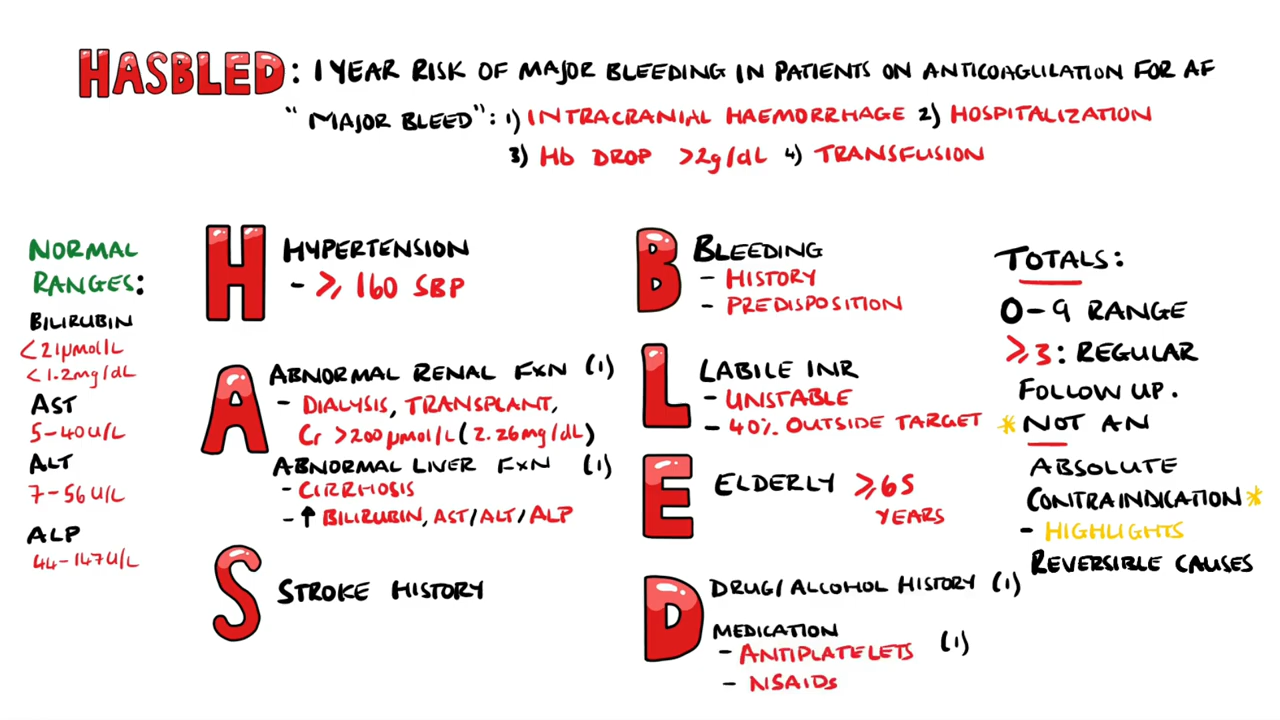 HASBLED: 1 YEAR RISK OF MAJOR BLEEDING IN PATIENTS ON ANTICOAGULATION FOR AF
"MAJOR BLEED": 1) INTRACRANIAL HAEMORRHAGE 2) HOSPITALIZATION
3) Hb DROP >2g/dL 4) TRANSFUSION
NORMAL
RANGES:
BILIRUBIN
<21μmol/L
<1.2mg/dL
AST
5-40U/L
ALT
7-56U/L
ALP
44-147U/L
H HYPERTENSION
- ≥ 160 SBP
A ABNORMAL RENAL FXN (1)
- DIALYSIS, TRANSPLANT,
Cr >200μmol/L (2.26mg/dL)
ABNORMAL LIVER FXN (1)
- CIRRHOSIS
- ↑ BILIRUBIN, AST/ALT/ALP
S STROKE HISTORY
B BLEEDING
- HISTORY
- PREDISPOSITION
L LABILE INR
- UNSTABLE
- 40% OUTSIDE TARGET
E ELDERLY ≥65
YEARS
D DRUG/ALCOHOL HISTORY (1)
MEDICATION
- ANTIPLATELETS (1)
- NSAIDs
TOTALS:
0-9 RANGE
≥3: REGULAR
FOLLOW UP.
* NOT AN
ABSOLUTE
CONTRAINDICATION *
- HIGHLIGHTS
REVERSIBLE CAUSES